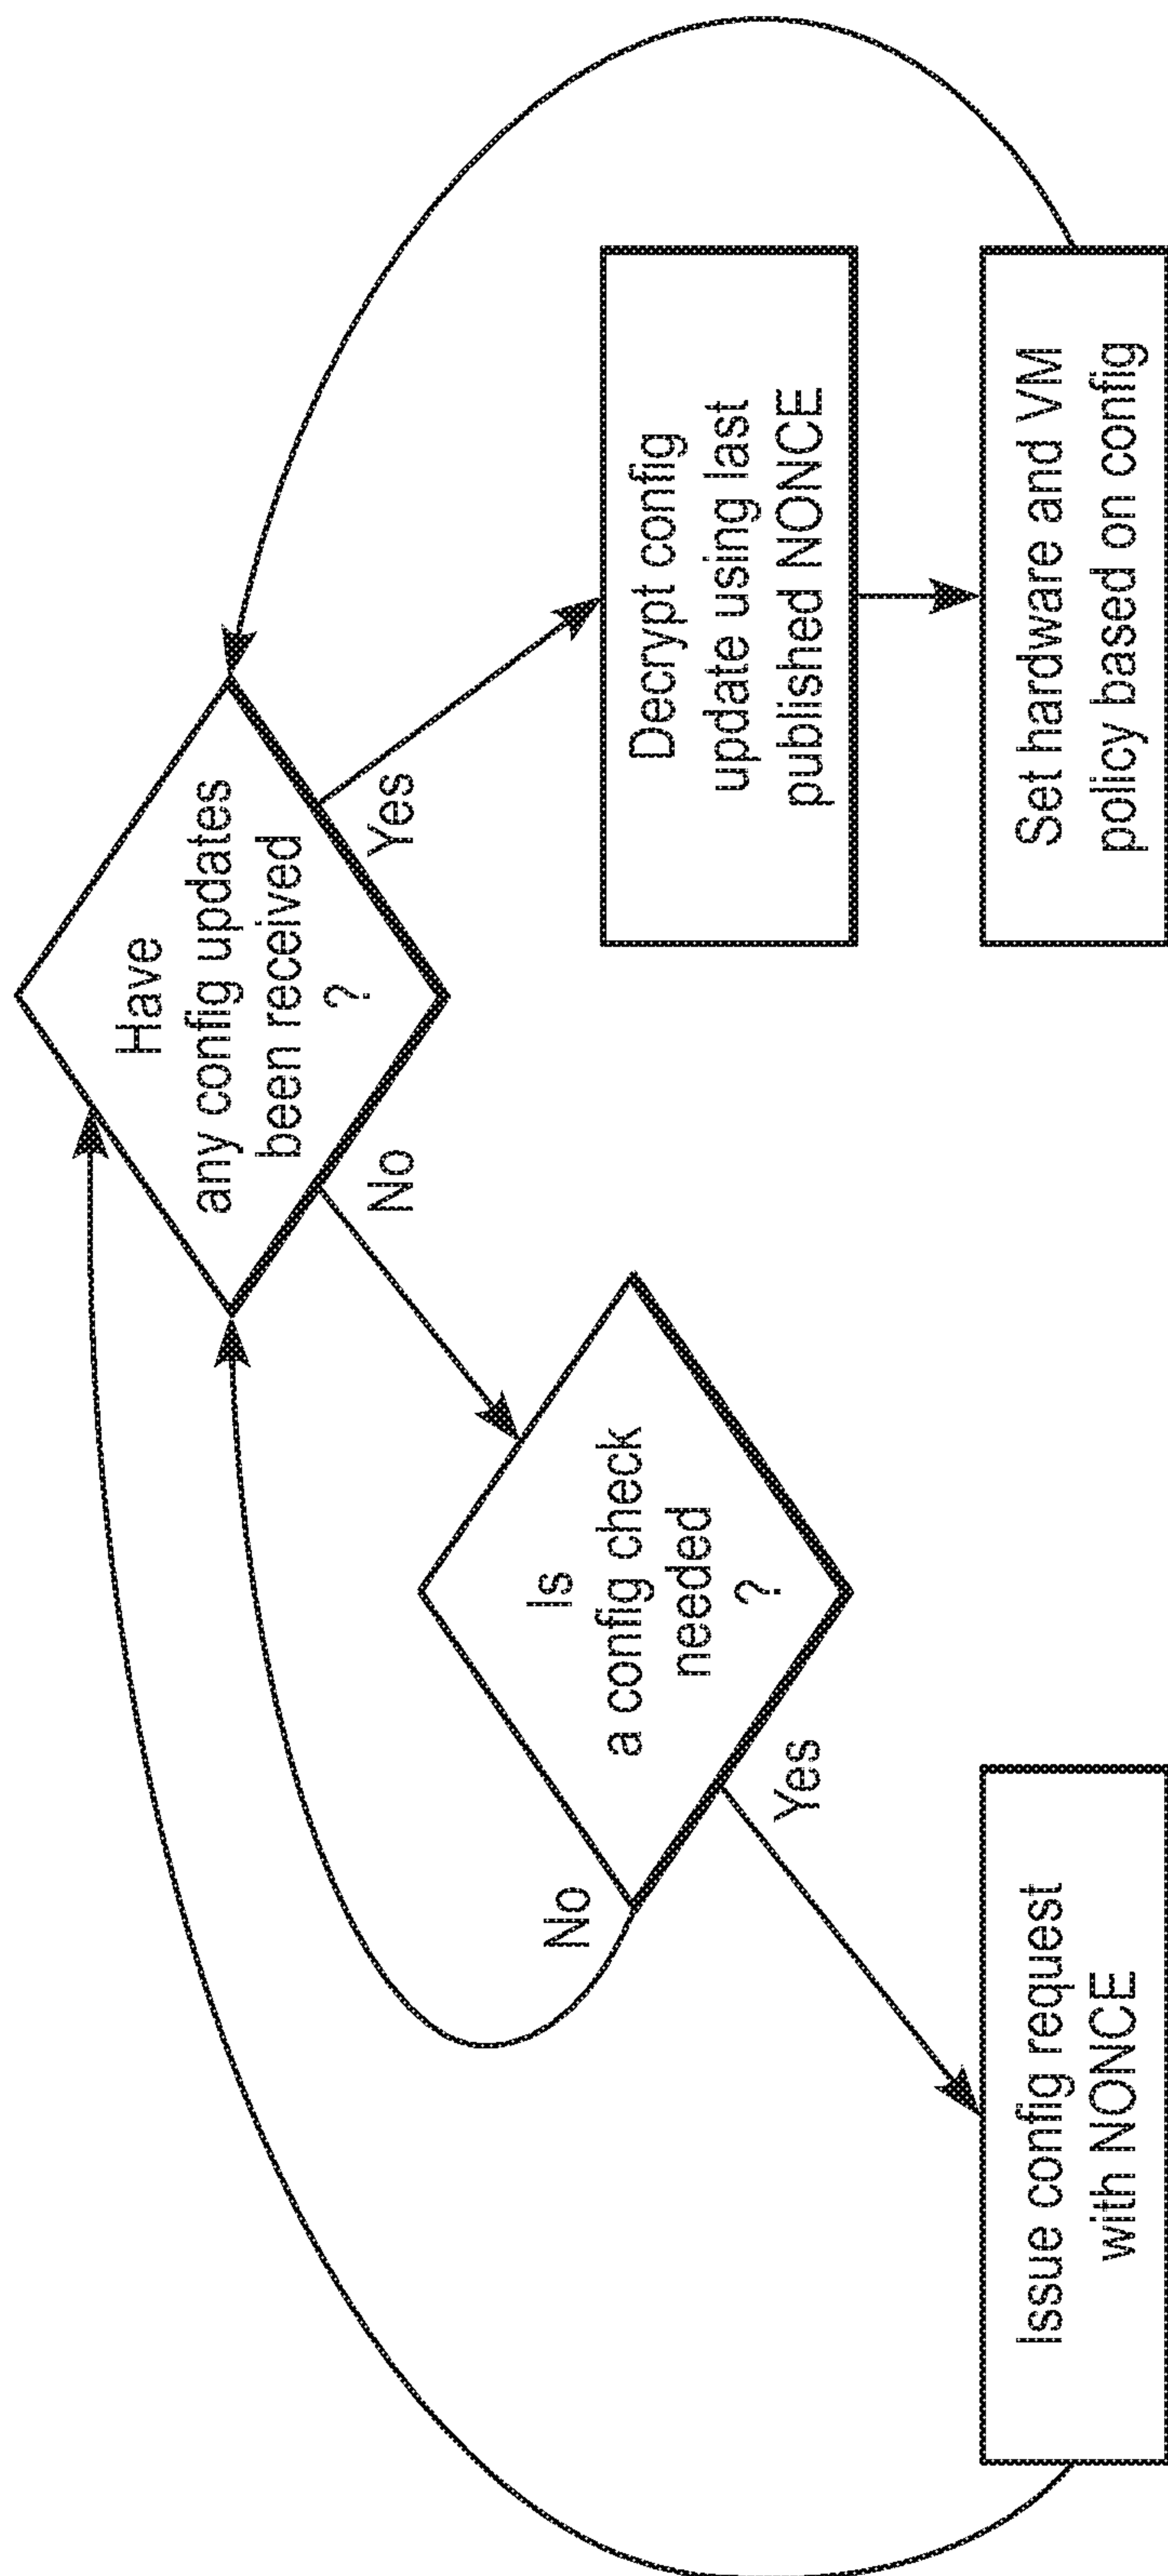 Have
any config updates
been received
?
No
Yes
Is
a config check
needed
?
No
Yes
Decrypt config
update using last
published NONCE
Issue config request
with NONCE
Set hardware and VM
policy based on config